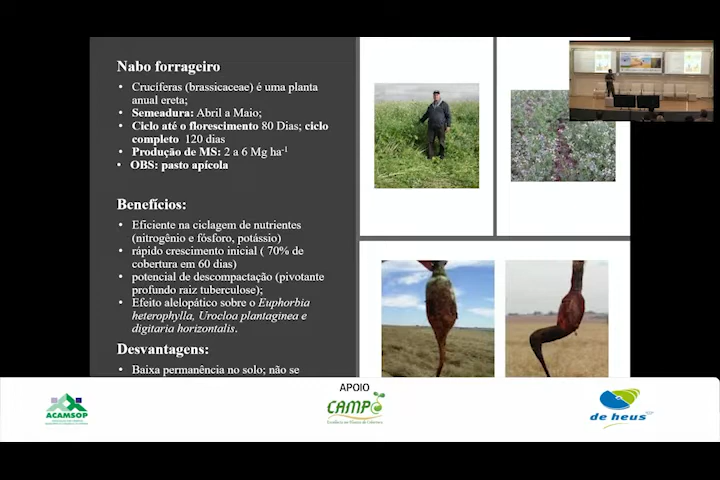 Nabo forrageiro
• Crucíferas (brassicaceae) é uma planta
anual ereta;
• Semeadura: Abril a Maio;
• Ciclo até o florescimento 80 Dias; ciclo
completo 120 dias
• Produção de MS: 2 a 6 Mg ha-1
• OBS: pasto apícola
Benefícios:
• Eficiente na ciclagem de nutrientes
(nitrogênio e fósforo, potássio)
• rápido crescimento inicial ( 70% de
cobertura em 60 dias)
• potencial de descompactação (pivotante
profundo raiz tuberculose);
• Efeito alelopático sobre o Euphorbia
heterophylla, Urocloa plantaginea e
digitaria horizontalis.
Desvantagens:
• Baixa permanência no solo; não se
ACAMSOP
APOIO
CAMPO
de heus